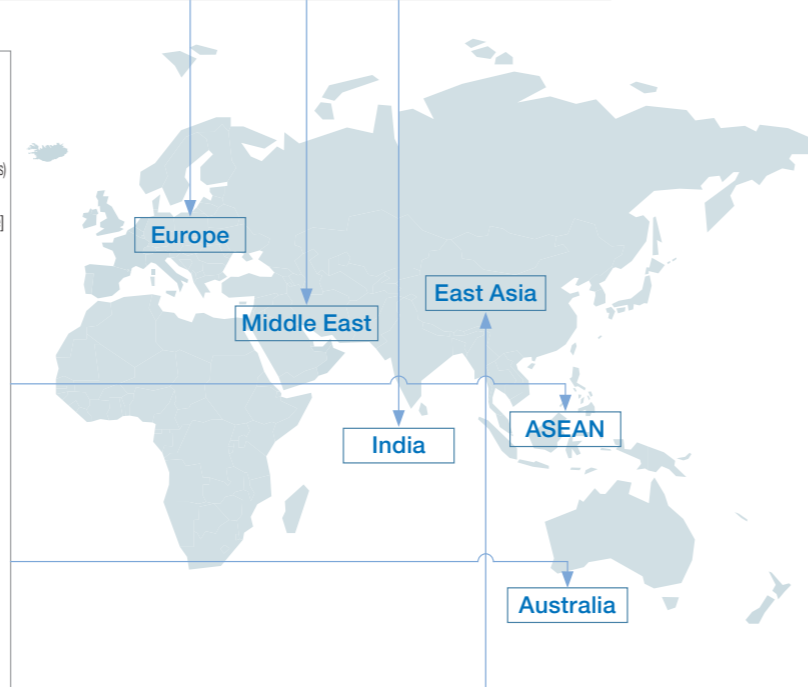 s)
Europe
East Asia
Middle East
ASEAN
India
Australia